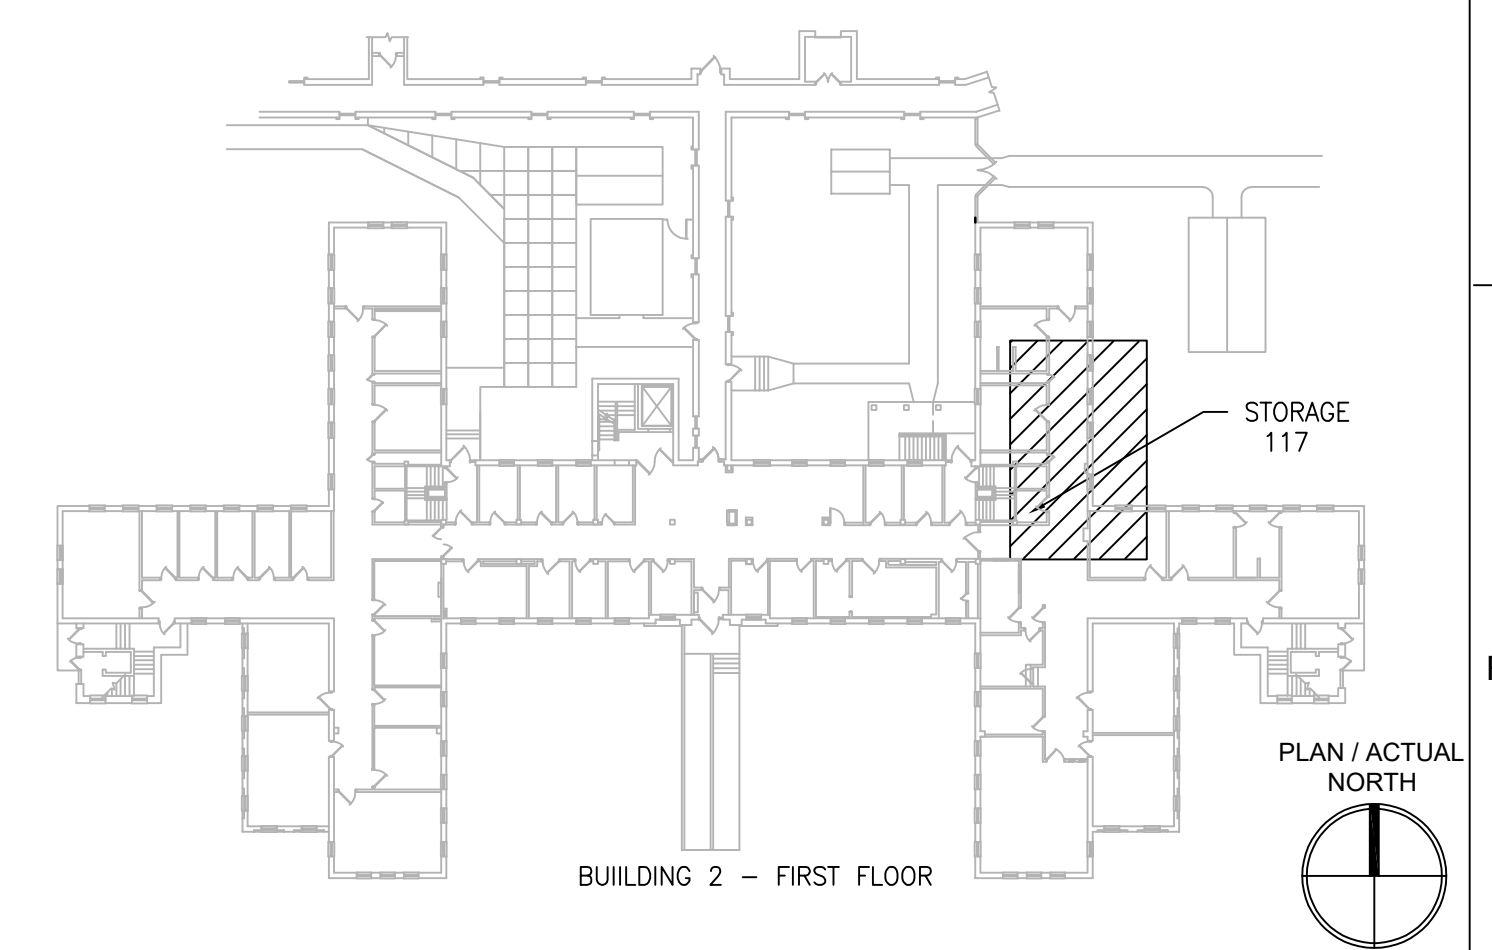 STORAGE
117
PLAN / ACTUAL
NORTH
BUIILDING 2 - FIRST FLOOR